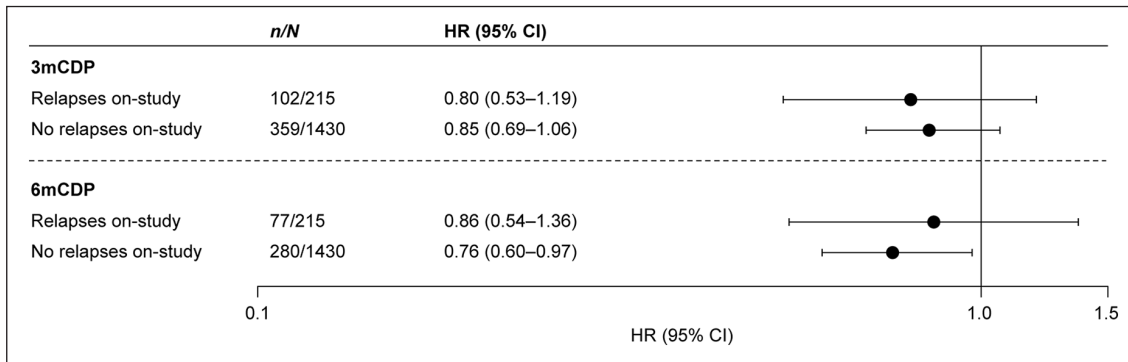 n/N HR (95% CI)
3mCDP
Relapses on-study 102/215 0.80 (0.53–1.19)
No relapses on-study 359/1430 0.85 (0.69–1.06)
6mCDP
Relapses on-study 77/215 0.86 (0.54–1.36)
No relapses on-study 280/1430 0.76 (0.60–0.97)
0.1 1.0 1.5
HR (95% CI)